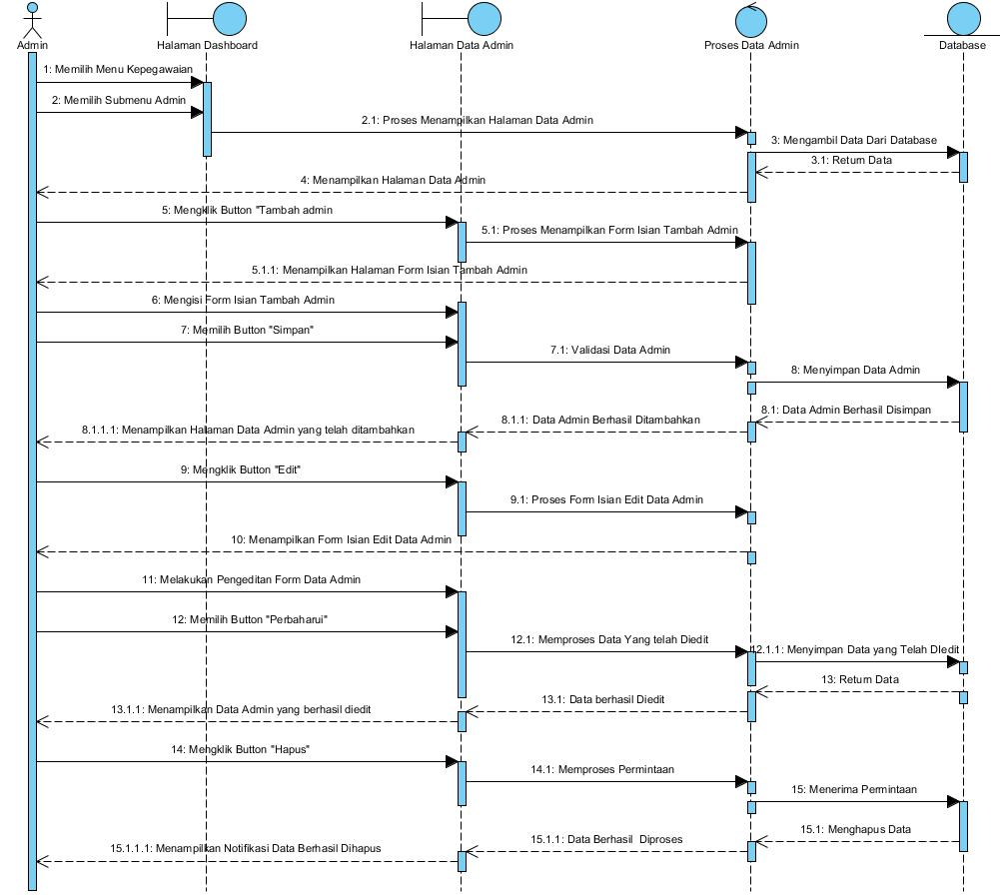 Admin
Halaman Dashboard
Halaman Data Admin
Proses Data Admin
Database
1: Memilih Menu Kepegawaian
2: Memilih Submenu Admin
2.1: Proses Menampilkan Halaman Data Admin
3: Mengambil Data Dari Database
3.1: Return Data
4: Menampilkan Halaman Data Admin
5: Mengklik Button "Tambah admin
5.1: Proses Menampilkan Form Isian Tambah Admin
5.1.1: Menampilkan Halaman Form Isian Tambah Admin
6: Mengisi Form Isian Tambah Admin
7: Memilih Button "Simpan"
7.1: Validasi Data Admin
8: Menyimpan Data Admin
8.1: Data Admin Berhasil Disimpan
8.1.1: Data Admin Berhasil Ditambahkan
8.1.1.1: Menampilkan Halaman Data Admin yang telah ditambahkan
9: Mengklik Button "Edit"
9.1: Proses Form Isian Edit Data Admin
10: Menampilkan Form Isian Edit Data Admin
11: Melakukan Pengeditan Form Data Admin
12: Memilih Button "Perbaharui"
12.1: Memproses Data Yang telah Diedit
12.1.1: Menyimpan Data yang Telah DIedit
13: Return Data
13.1: Data berhasil Diedit
13.1.1: Menampilkan Data Admin yang berhasil diedit
14: Mengklik Button "Hapus"
14.1: Memproses Permintaan
15: Menerima Permintaan
15.1: Menghapus Data
15.1.1: Data Berhasil  Diproses
15.1.1.1: Menampilkan Notifikasi Data Berhasil Dihapus